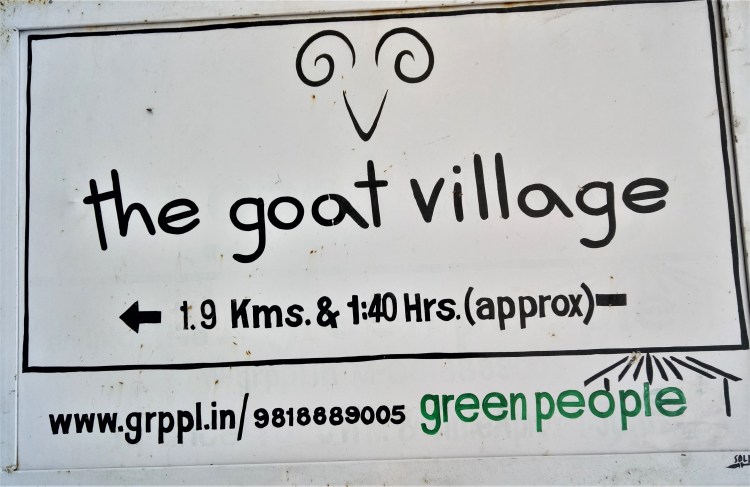 the goat village
1.9 Kms. & 1:40 Hrs. (approx)
www.grppl.in/9818889005 greenpeople